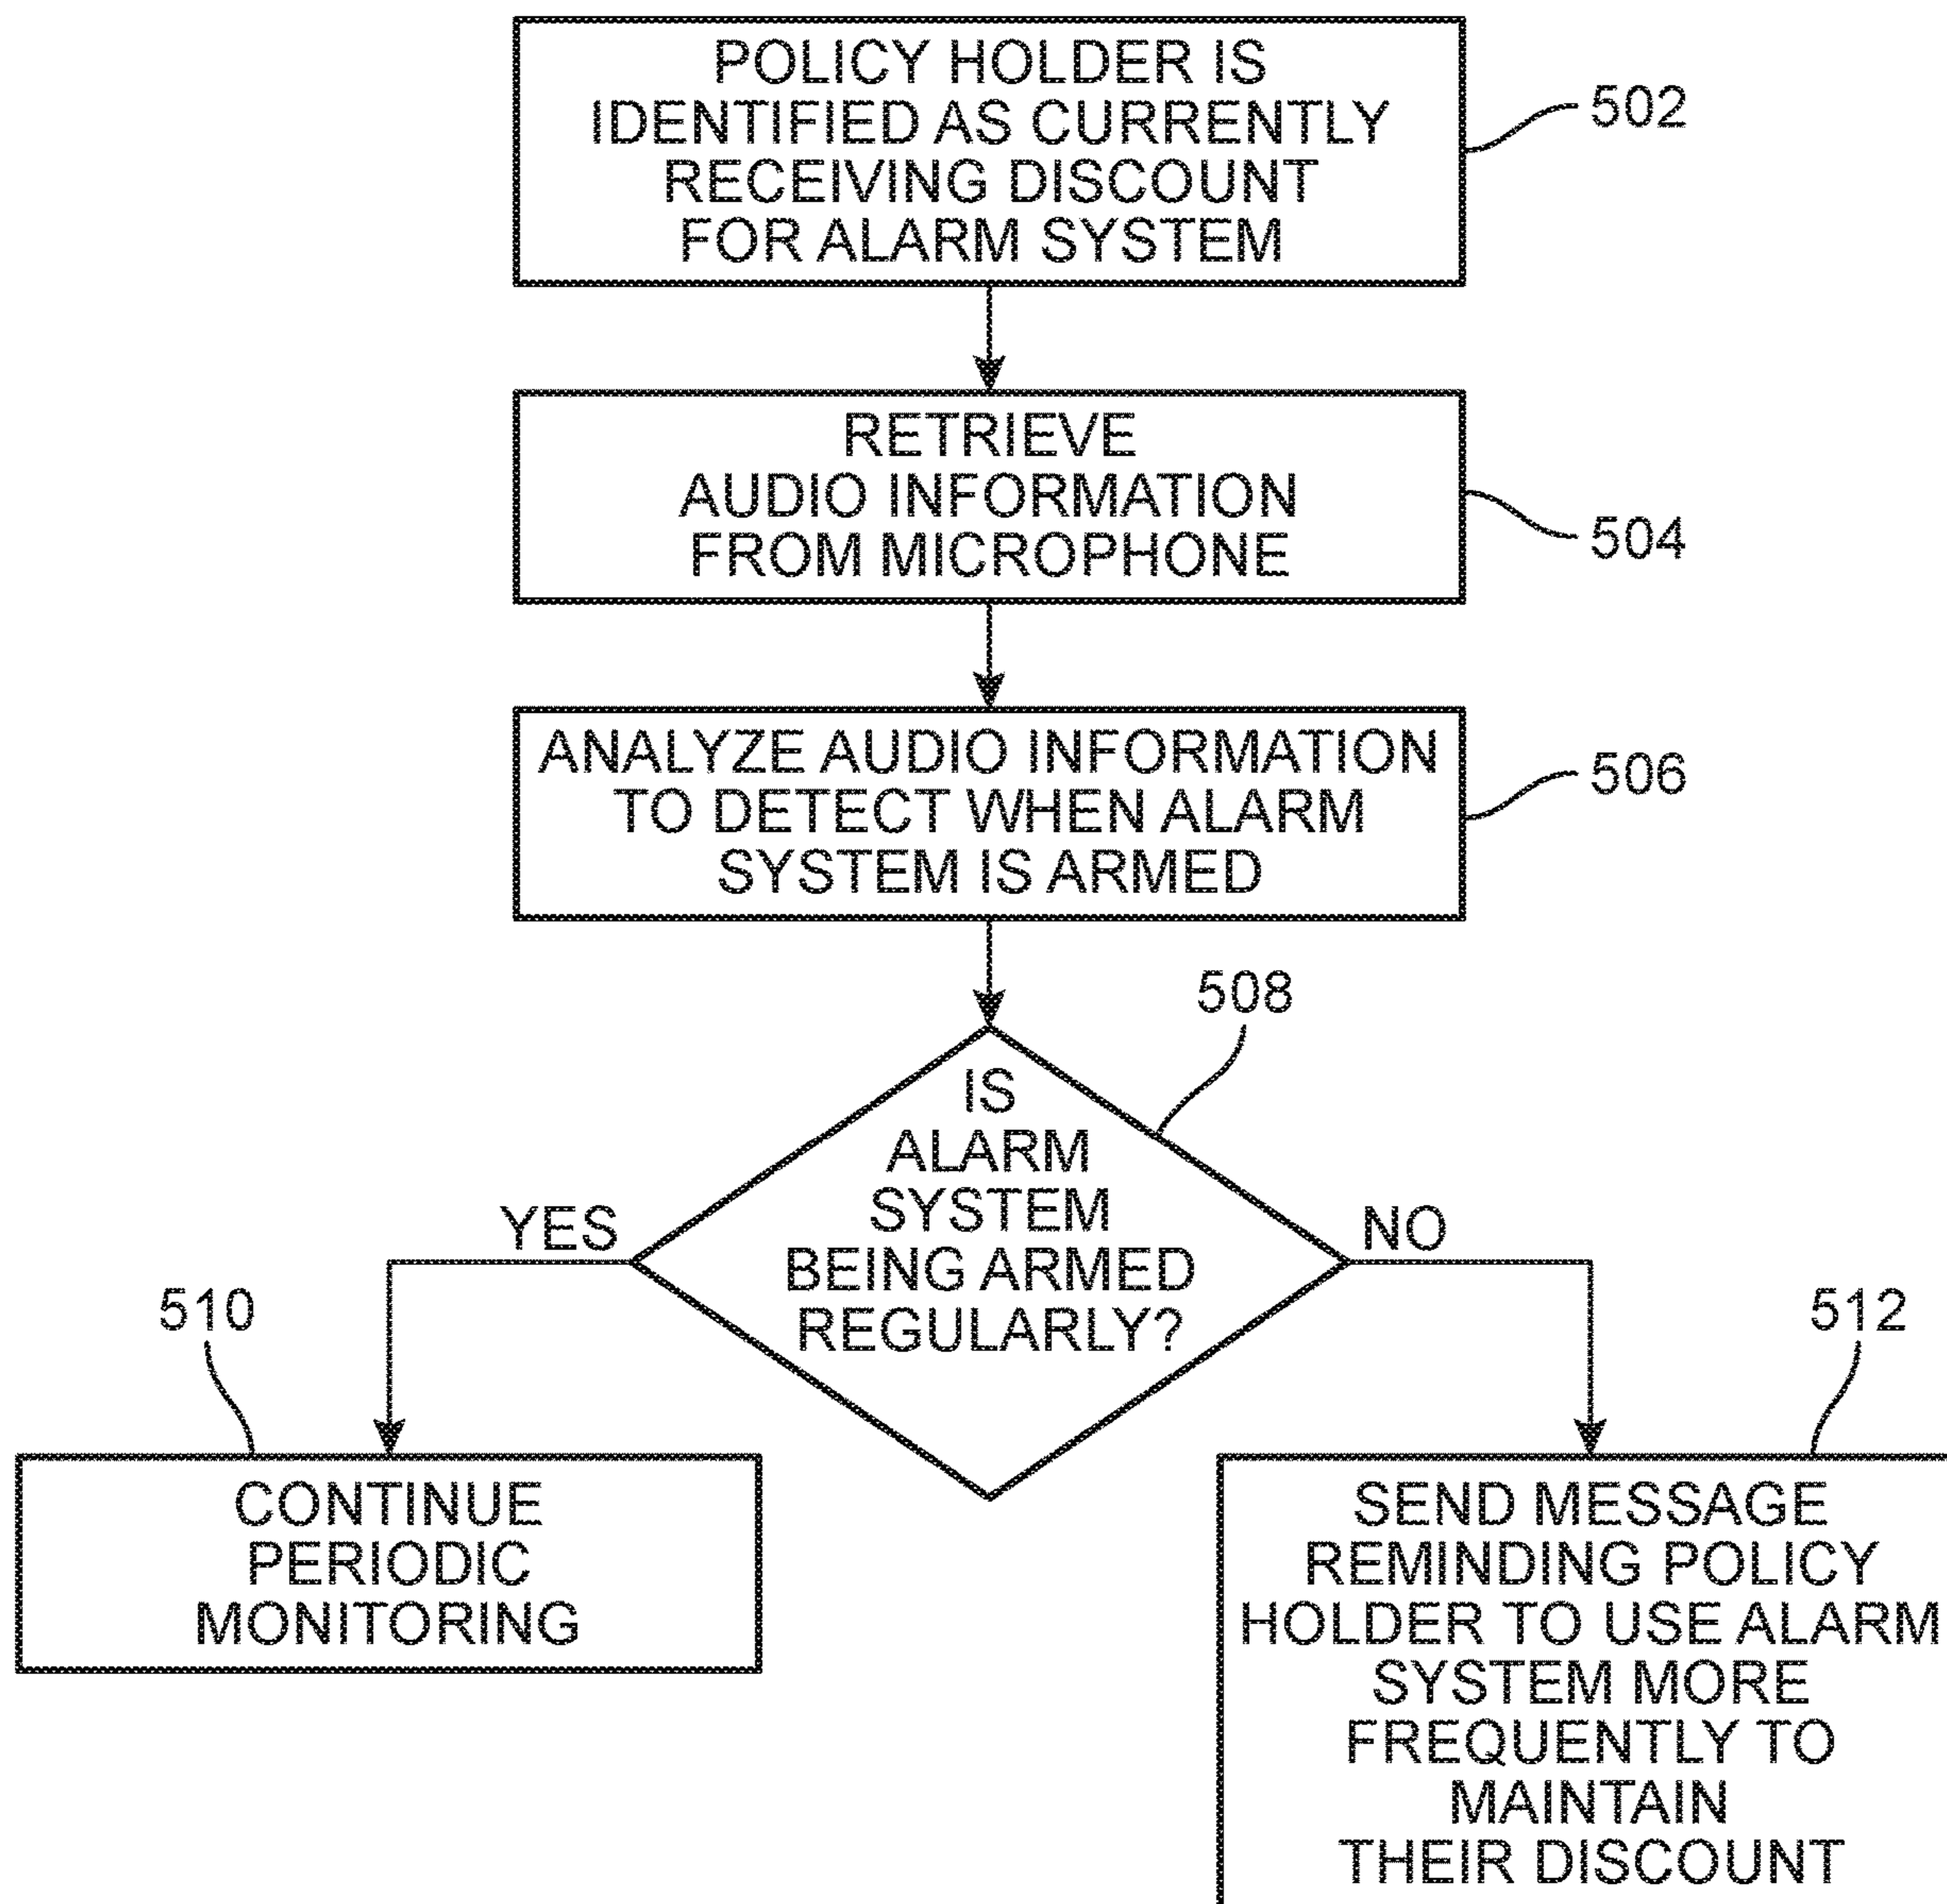 POLICY HOLDER IS
IDENTIFIED AS CURRENTLY
RECEIVING DISCOUNT
FOR ALARM SYSTEM
502
RETRIEVE
AUDIO INFORMATION
FROM MICROPHONE
504
ANALYZE AUDIO INFORMATION
TO DETECT WHEN ALARM
SYSTEM IS ARMED
506
508
IS
ALARM
SYSTEM
BEING ARMED
REGULARLY?
YES
NO
510
CONTINUE
PERIODIC
MONITORING
512
SEND MESSAGE
REMINDING POLICY
HOLDER TO USE ALARM
SYSTEM MORE
FREQUENTLY TO
MAINTAIN
THEIR DISCOUNT